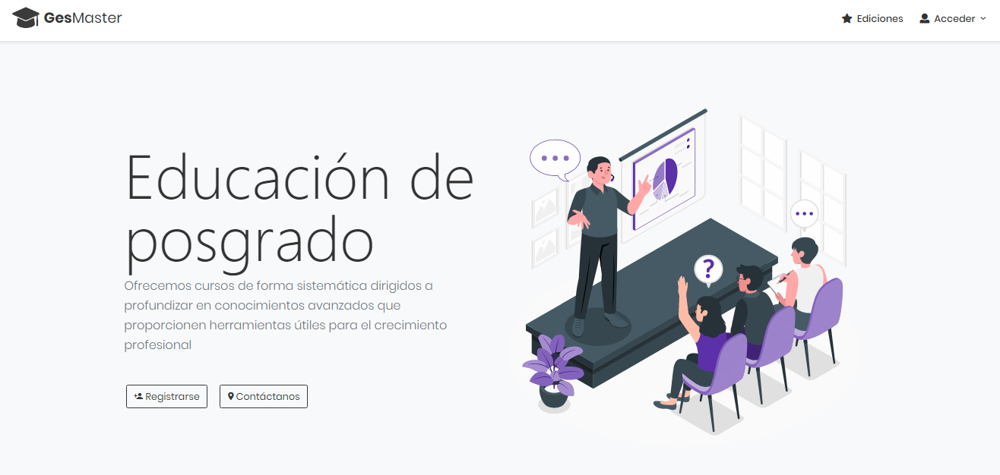 GesMaster
Ediciones
Acceder
Educación de
posgrado
Ofrecemos cursos de forma sistemática dirigidos a
profundizar en conocimientos avanzados que
proporcionen herramientas útiles para el crecimiento
profesional
Registrarse
Contáctanos
?